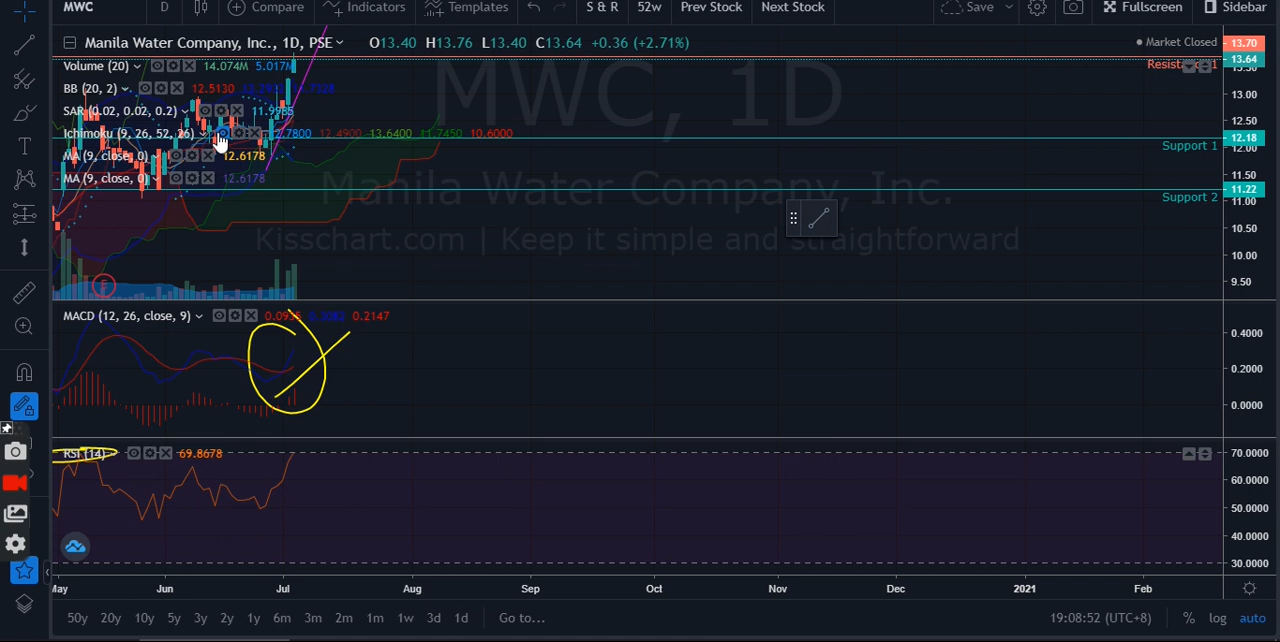 MWC D Compare Indicators Templates S & R 52w Prev Stock Next Stock Save Fullscreen Sidebar
Manila Water Company, Inc., 1D, PSE O13.40 H13.76 L13.40 C13.64 +0.36 (+2.71%) Market Closed 13.70
Volume (20) 14.074M 5.017M 13.64
13.50
BB (20, 2) 12.5130
MWC, 1D
13.00
SAR (0.02, 0.02, 0.2) 11.9985
12.50
Ichimoku (9, 26, 52, 26) 12.4900 13.6400 11.7450 10.6000
12.18
Support 1 12.00
MA (9, close, 0) 12.6178
MA (9, close, 0) 12.6178
Manila Water Company, Inc.
11.22
Support 2 11.00
10.50
Kisschart.com | Keep it simple and straightforward
10.00
9.50
E
MACD (12, 26, close, 9) 0.2147
0.4000
0.2000
0.0000
RSI (14) 69.8678 70.0000
60.0000
50.0000
40.0000
30.0000
May Jun Jul Aug Sep Oct Nov Dec 2021 Feb
50y 20y 10y 5y 3y 2y 1y 6m 3m 2m 1m 1w 3d 1d Go to... 19:08:52 (UTC+8) % log auto